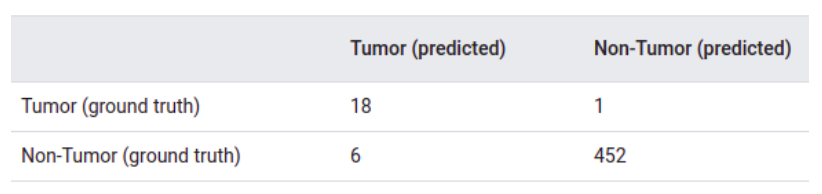 Tumor (predicted) Non-Tumor (predicted)
Tumor (ground truth) 18 1
Non-Tumor (ground truth) 6 452